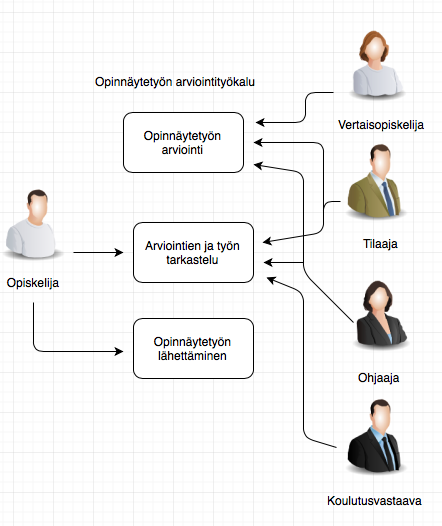 Opinnäytetyön arviointityökalu
Opinnäytetyön
arviointi
Vertaisopiskelija
Tilaaja
Arviointien ja työn
tarkastelu
Opiskelija
Opinnäytetyön
lähettäminen
Ohjaaja
Koulutusvastaava